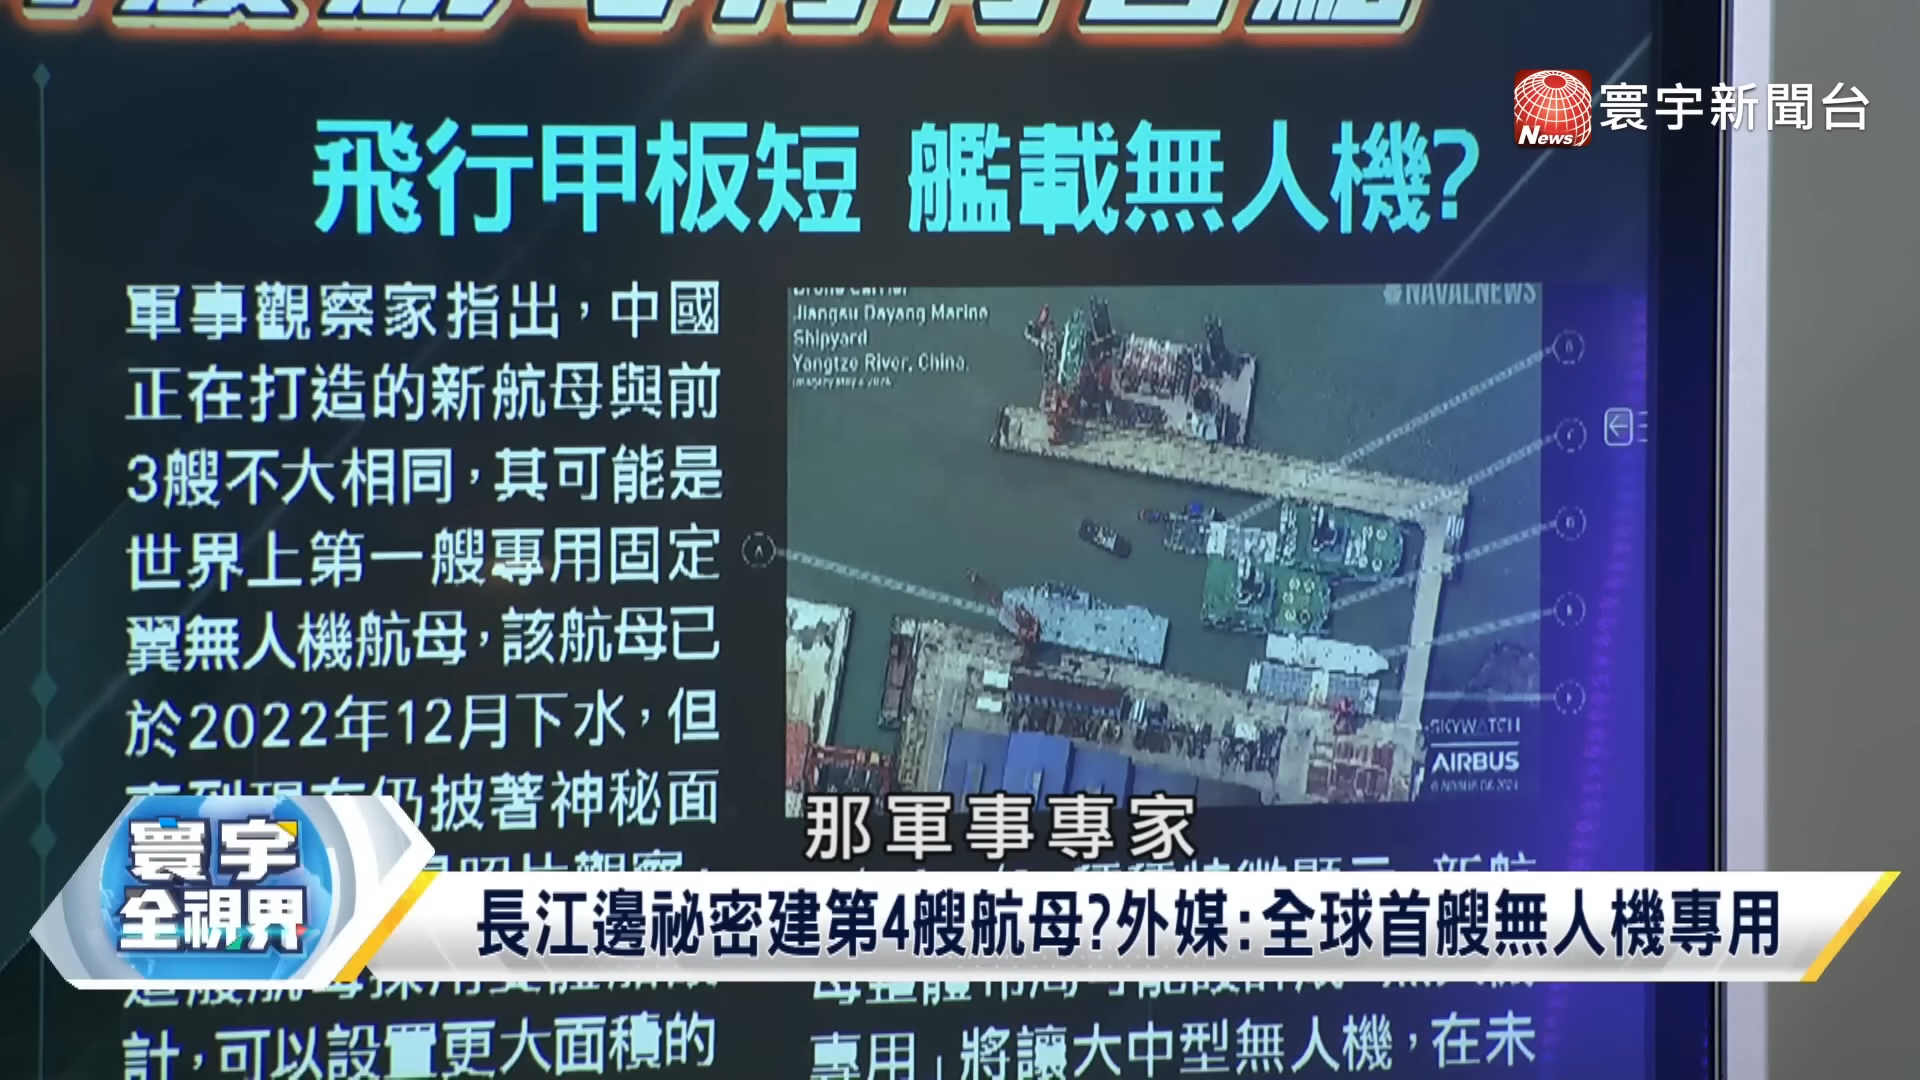 寰宇新聞台
News
飛行甲板短 艦載無人機?
軍事觀察家指出，中國
正在打造的新航母與前
3艘不大相同，其可能是
世界上第一艘專用固定
翼無人機航母，該航母已
於2022年12月下水，但
仍披著神秘面
計，可以設置更大面積的
NAVALNEWS
Jiangsu Dayang Marine
Shipyard
Yangtze River, China.
SKYWATCH
AIRBUS
專用」將讓大中型無人機，在未
那軍事專家
寰宇
全視界
長江邊祕密建第4艘航母?外媒:全球首艘無人機專用